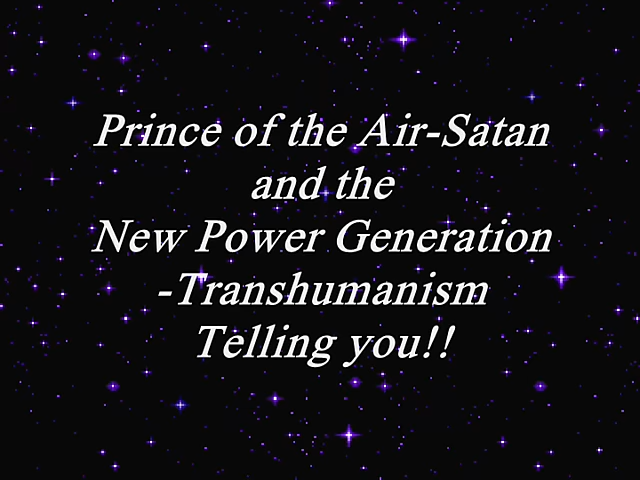 Prince of the Air-Satan
and the
New Power Generation
-Transhumanism
Telling you!!